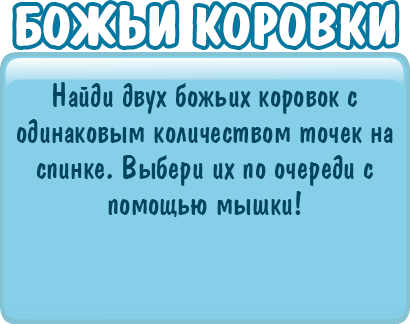 БОЖЬИ КОРОВКИ
Найди двух божьих коровок с
одинаковым количеством точек на
спинке. Выбери их по очереди с
помощью мышки!